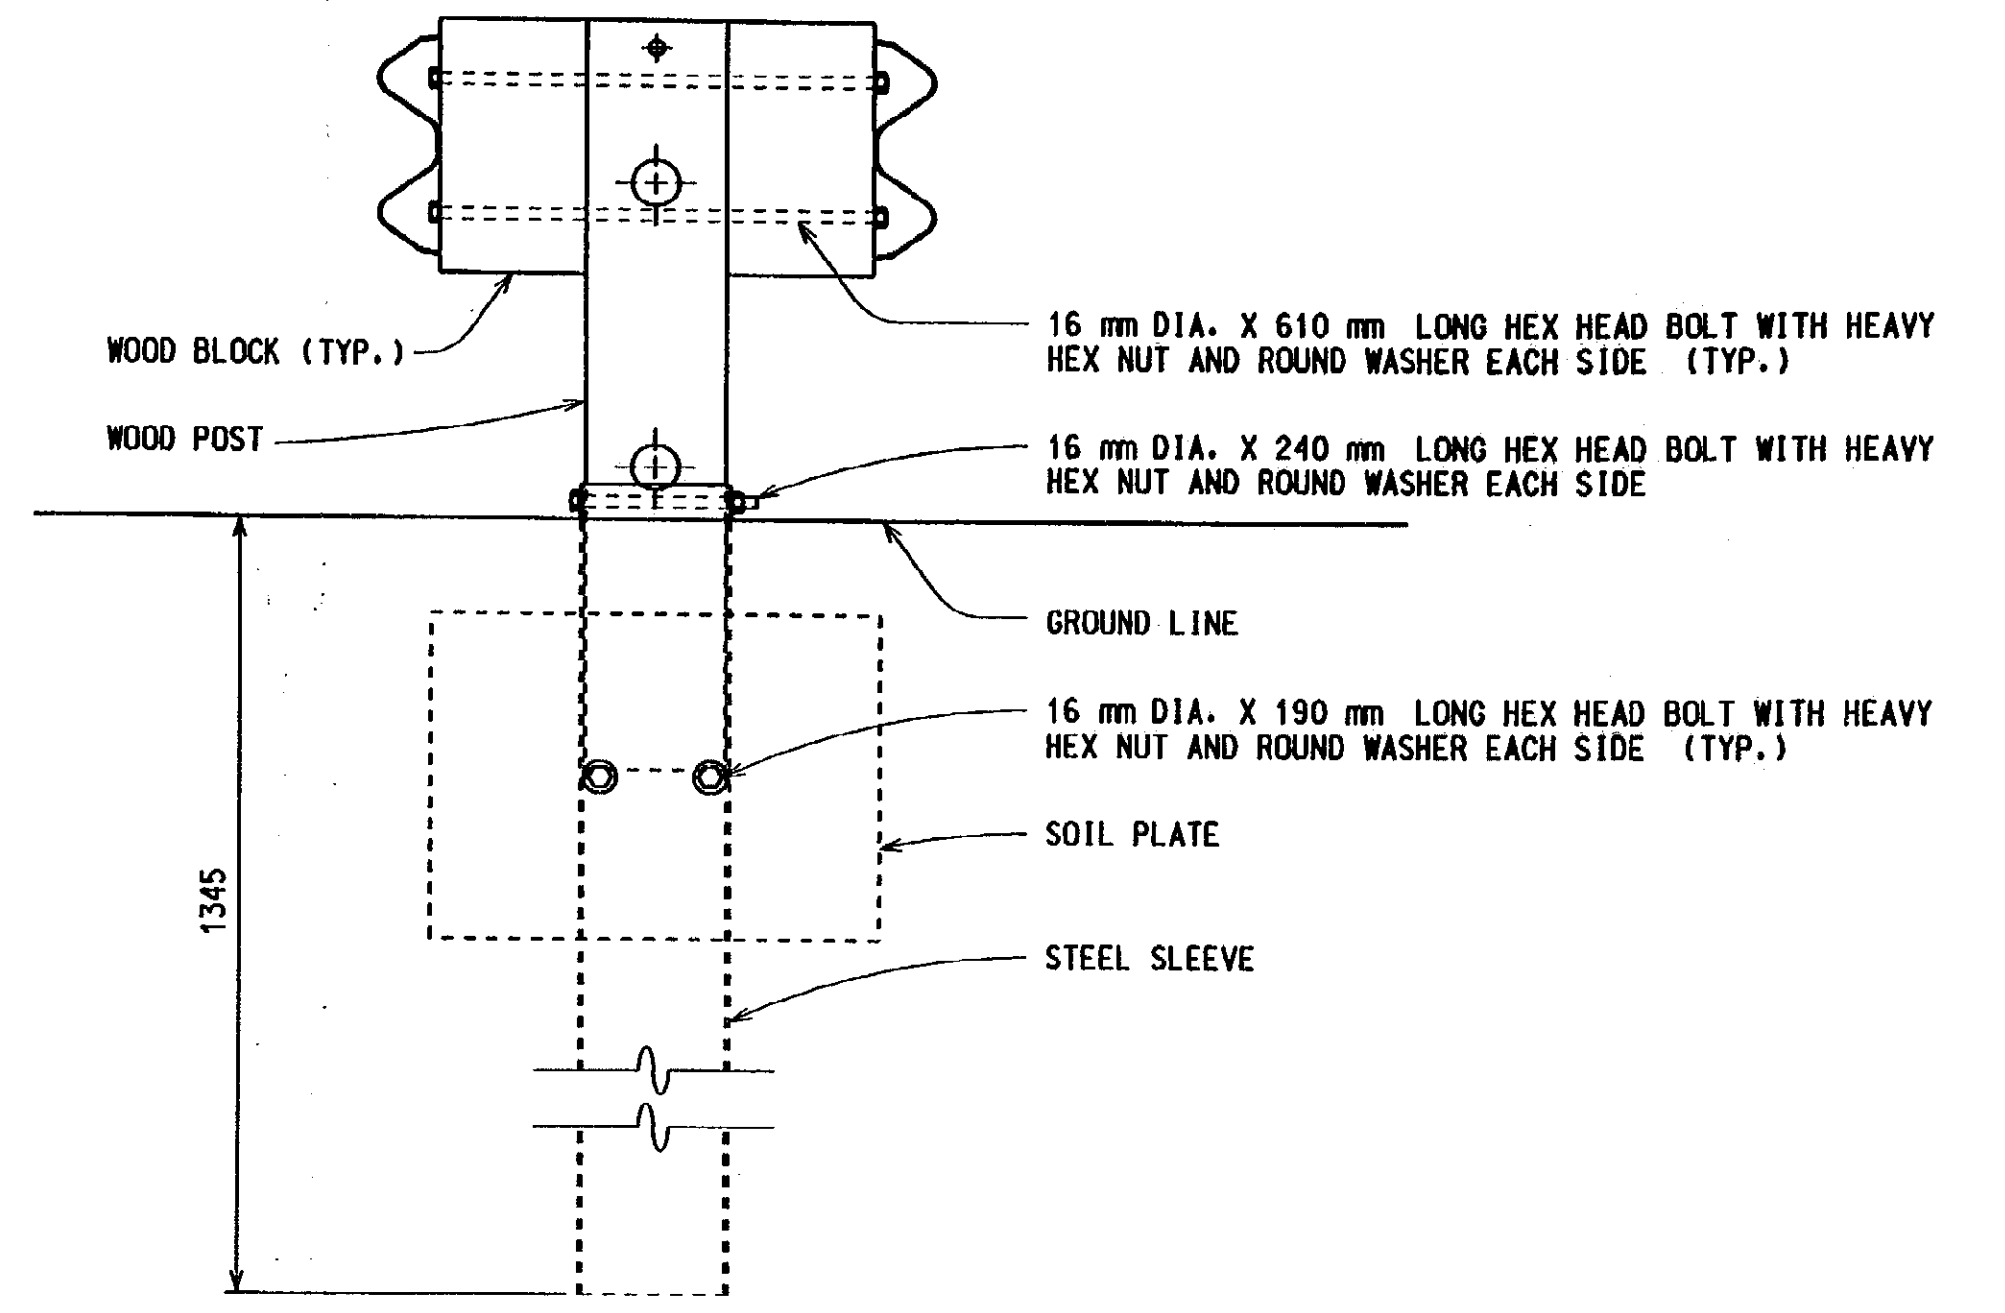 WOOD BLOCK (TYP.)
WOOD POST
16 mm DIA. X 610 mm LONG HEX HEAD BOLT WITH HEAVY
HEX NUT AND ROUND WASHER EACH SIDE (TYP.)
16 mm DIA. X 240 mm LONG HEX HEAD BOLT WITH HEAVY
HEX NUT AND ROUND WASHER EACH SIDE
GROUND LINE
16 mm DIA. X 190 mm LONG HEX HEAD BOLT WITH HEAVY
HEX NUT AND ROUND WASHER EACH SIDE (TYP.)
SOIL PLATE
1345
STEEL SLEEVE